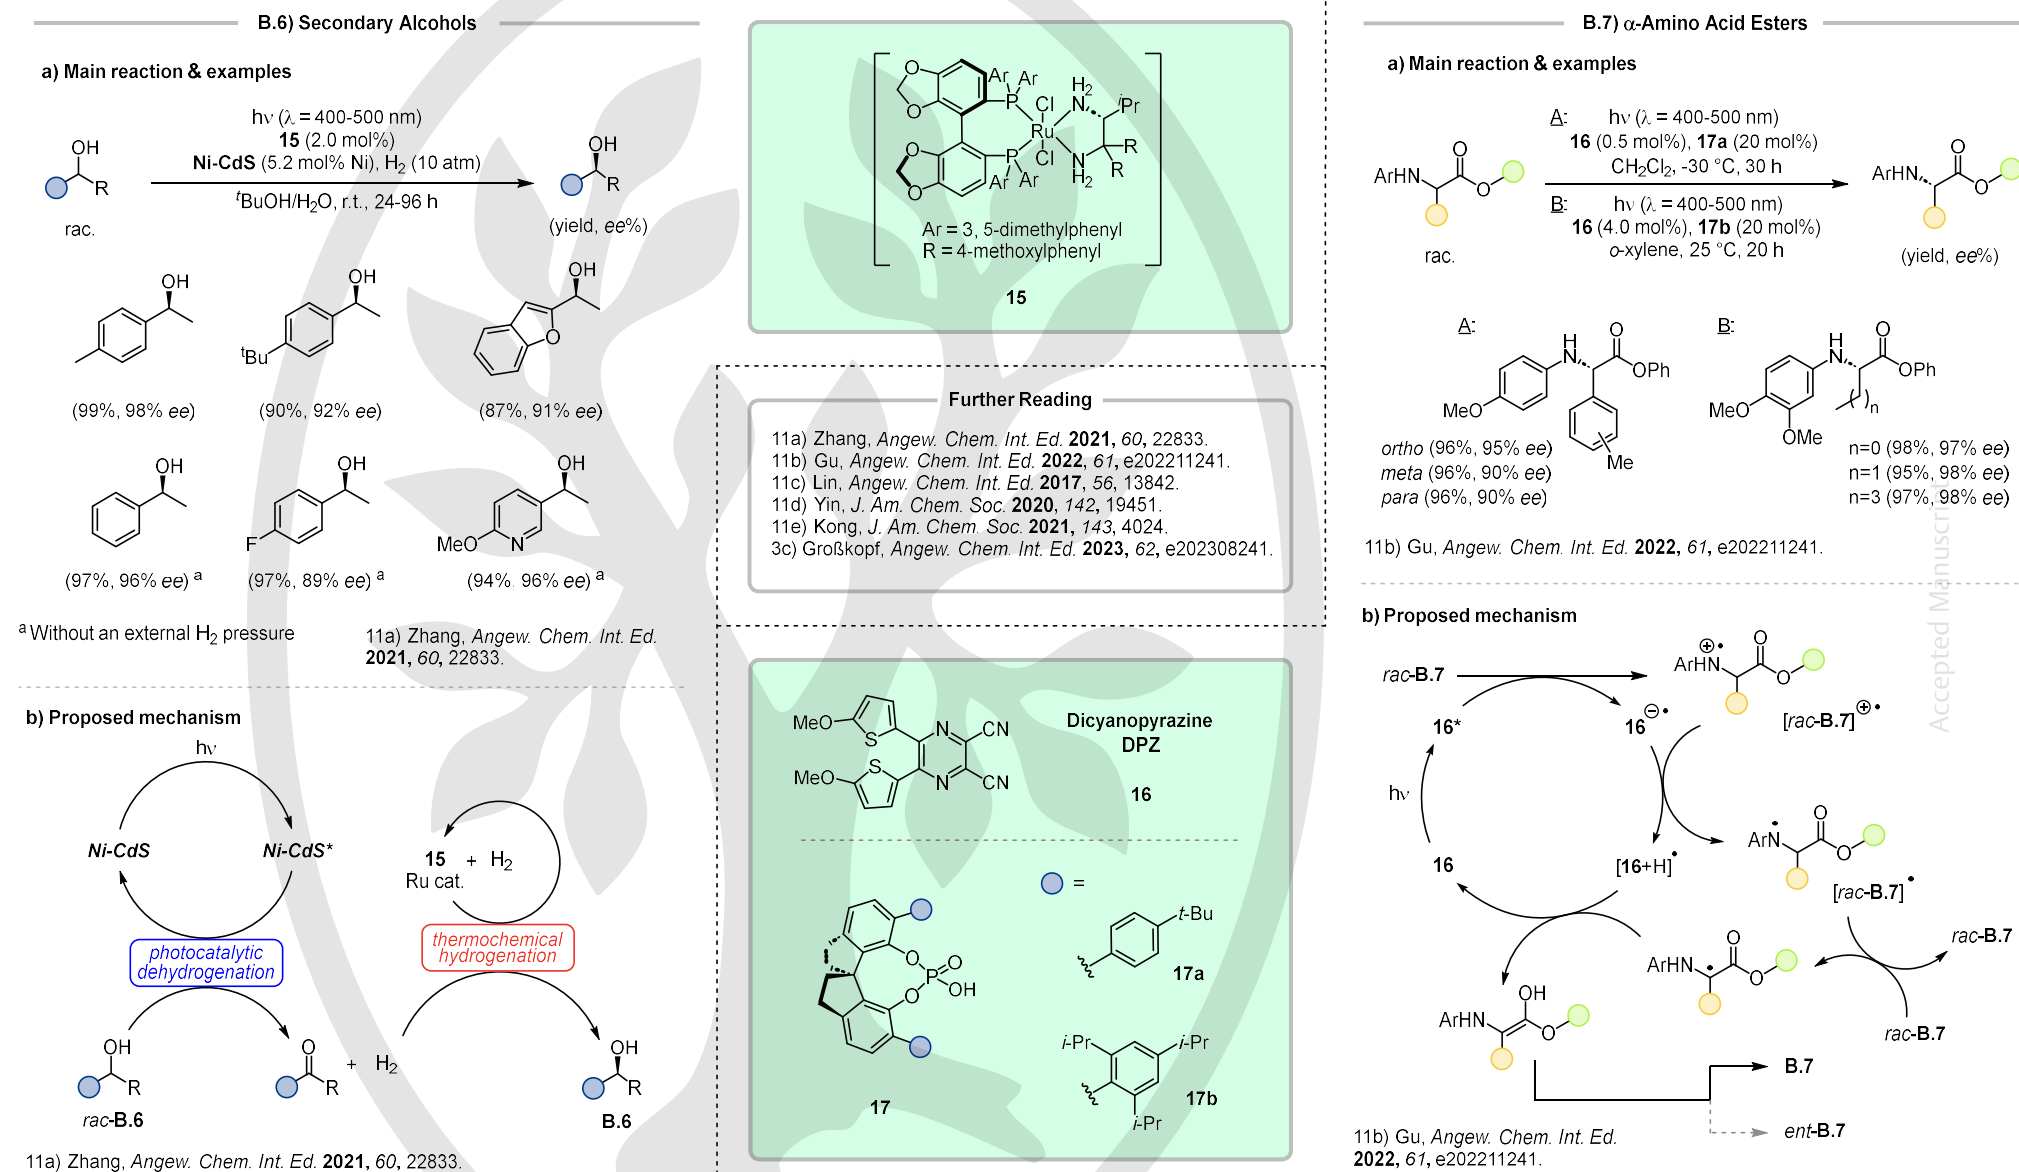 B.6) Secondary Alcohols
a) Main reaction & examples
hν (λ = 400-500 nm)
15 (2.0 mol%)
Ni-CdS (5.2 mol% Ni), H2 (10 atm)
tBuOH/H2O, r.t., 24-96 h
OH
R
rac.
OH
R
(yield, ee%)
OH
(99%, 98% ee)
OH
tBu
(90%, 92% ee)
OH
O
(87%, 91% ee)
OH
(97%, 96% ee) a
OH
F
(97%, 89% ee) a
OH
MeO
N
(94%. 96% ee) a
a Without an external H2 pressure
11a) Zhang, Angew. Chem. Int. Ed.
2021, 60, 22833.
b) Proposed mechanism
hν
Ni-CdS
Ni-CdS*
15 + H2
Ru cat.
photocatalytic
dehydrogenation
thermochemical
hydrogenation
OH
R
rac-B.6
O
R
+ H2
OH
R
B.6
11a) Zhang, Angew. Chem. Int. Ed. 2021, 60, 22833.
O
O
Ar Ar
P
Cl
H2
N
iPr
Ru
O
O
P
Cl
N
H2
R
R
Ar Ar
Ar = 3, 5-dimethylphenyl
R = 4-methoxylphenyl
15
Further Reading
11a) Zhang, Angew. Chem. Int. Ed. 2021, 60, 22833.
11b) Gu, Angew. Chem. Int. Ed. 2022, 61, e202211241.
11c) Lin, Angew. Chem. Int. Ed. 2017, 56, 13842.
11d) Yin, J. Am. Chem. Soc. 2020, 142, 19451.
11e) Kong, J. Am. Chem. Soc. 2021, 143, 4024.
3c) Großkopf, Angew. Chem. Int. Ed. 2023, 62, e202308241.
MeO
S
N
CN
MeO
S
N
CN
Dicyanopyrazine
DPZ
16
=
t-Bu
17a
O
P
O
OH
O
17
i-Pr
i-Pr
i-Pr
17b
B.7) α-Amino Acid Esters
a) Main reaction & examples
A: hν (λ = 400-500 nm)
16 (0.5 mol%), 17a (20 mol%)
CH2Cl2, -30 °C, 30 h
B: hν (λ = 400-500 nm)
16 (4.0 mol%), 17b (20 mol%)
o-xylene, 25 °C, 20 h
ArHN
O
O
rac.
ArHN
O
O
(yield, ee%)
A:
H
N
O
OPh
MeO
Me
ortho (96%, 95% ee)
meta (96%, 90% ee)
para (96%, 90% ee)
B:
H
N
O
OPh
MeO
OMe
( )n
n=0 (98%, 97% ee)
n=1 (95%, 98% ee)
n=3 (97%, 98% ee)
11b) Gu, Angew. Chem. Int. Ed. 2022, 61, e202211241.
Accepted Manuscript
b) Proposed mechanism
rac-B.7
ArHN ⊕•
O
O
[rac-B.7]⊕•
16*
16⊖•
hν
16
[16+H]•
ArN•
O
O
[rac-B.7]•
rac-B.7
ArHN
•
O
O
rac-B.7
ArHN
OH
O
B.7
ent-B.7
11b) Gu, Angew. Chem. Int. Ed.
2022, 61, e202211241.